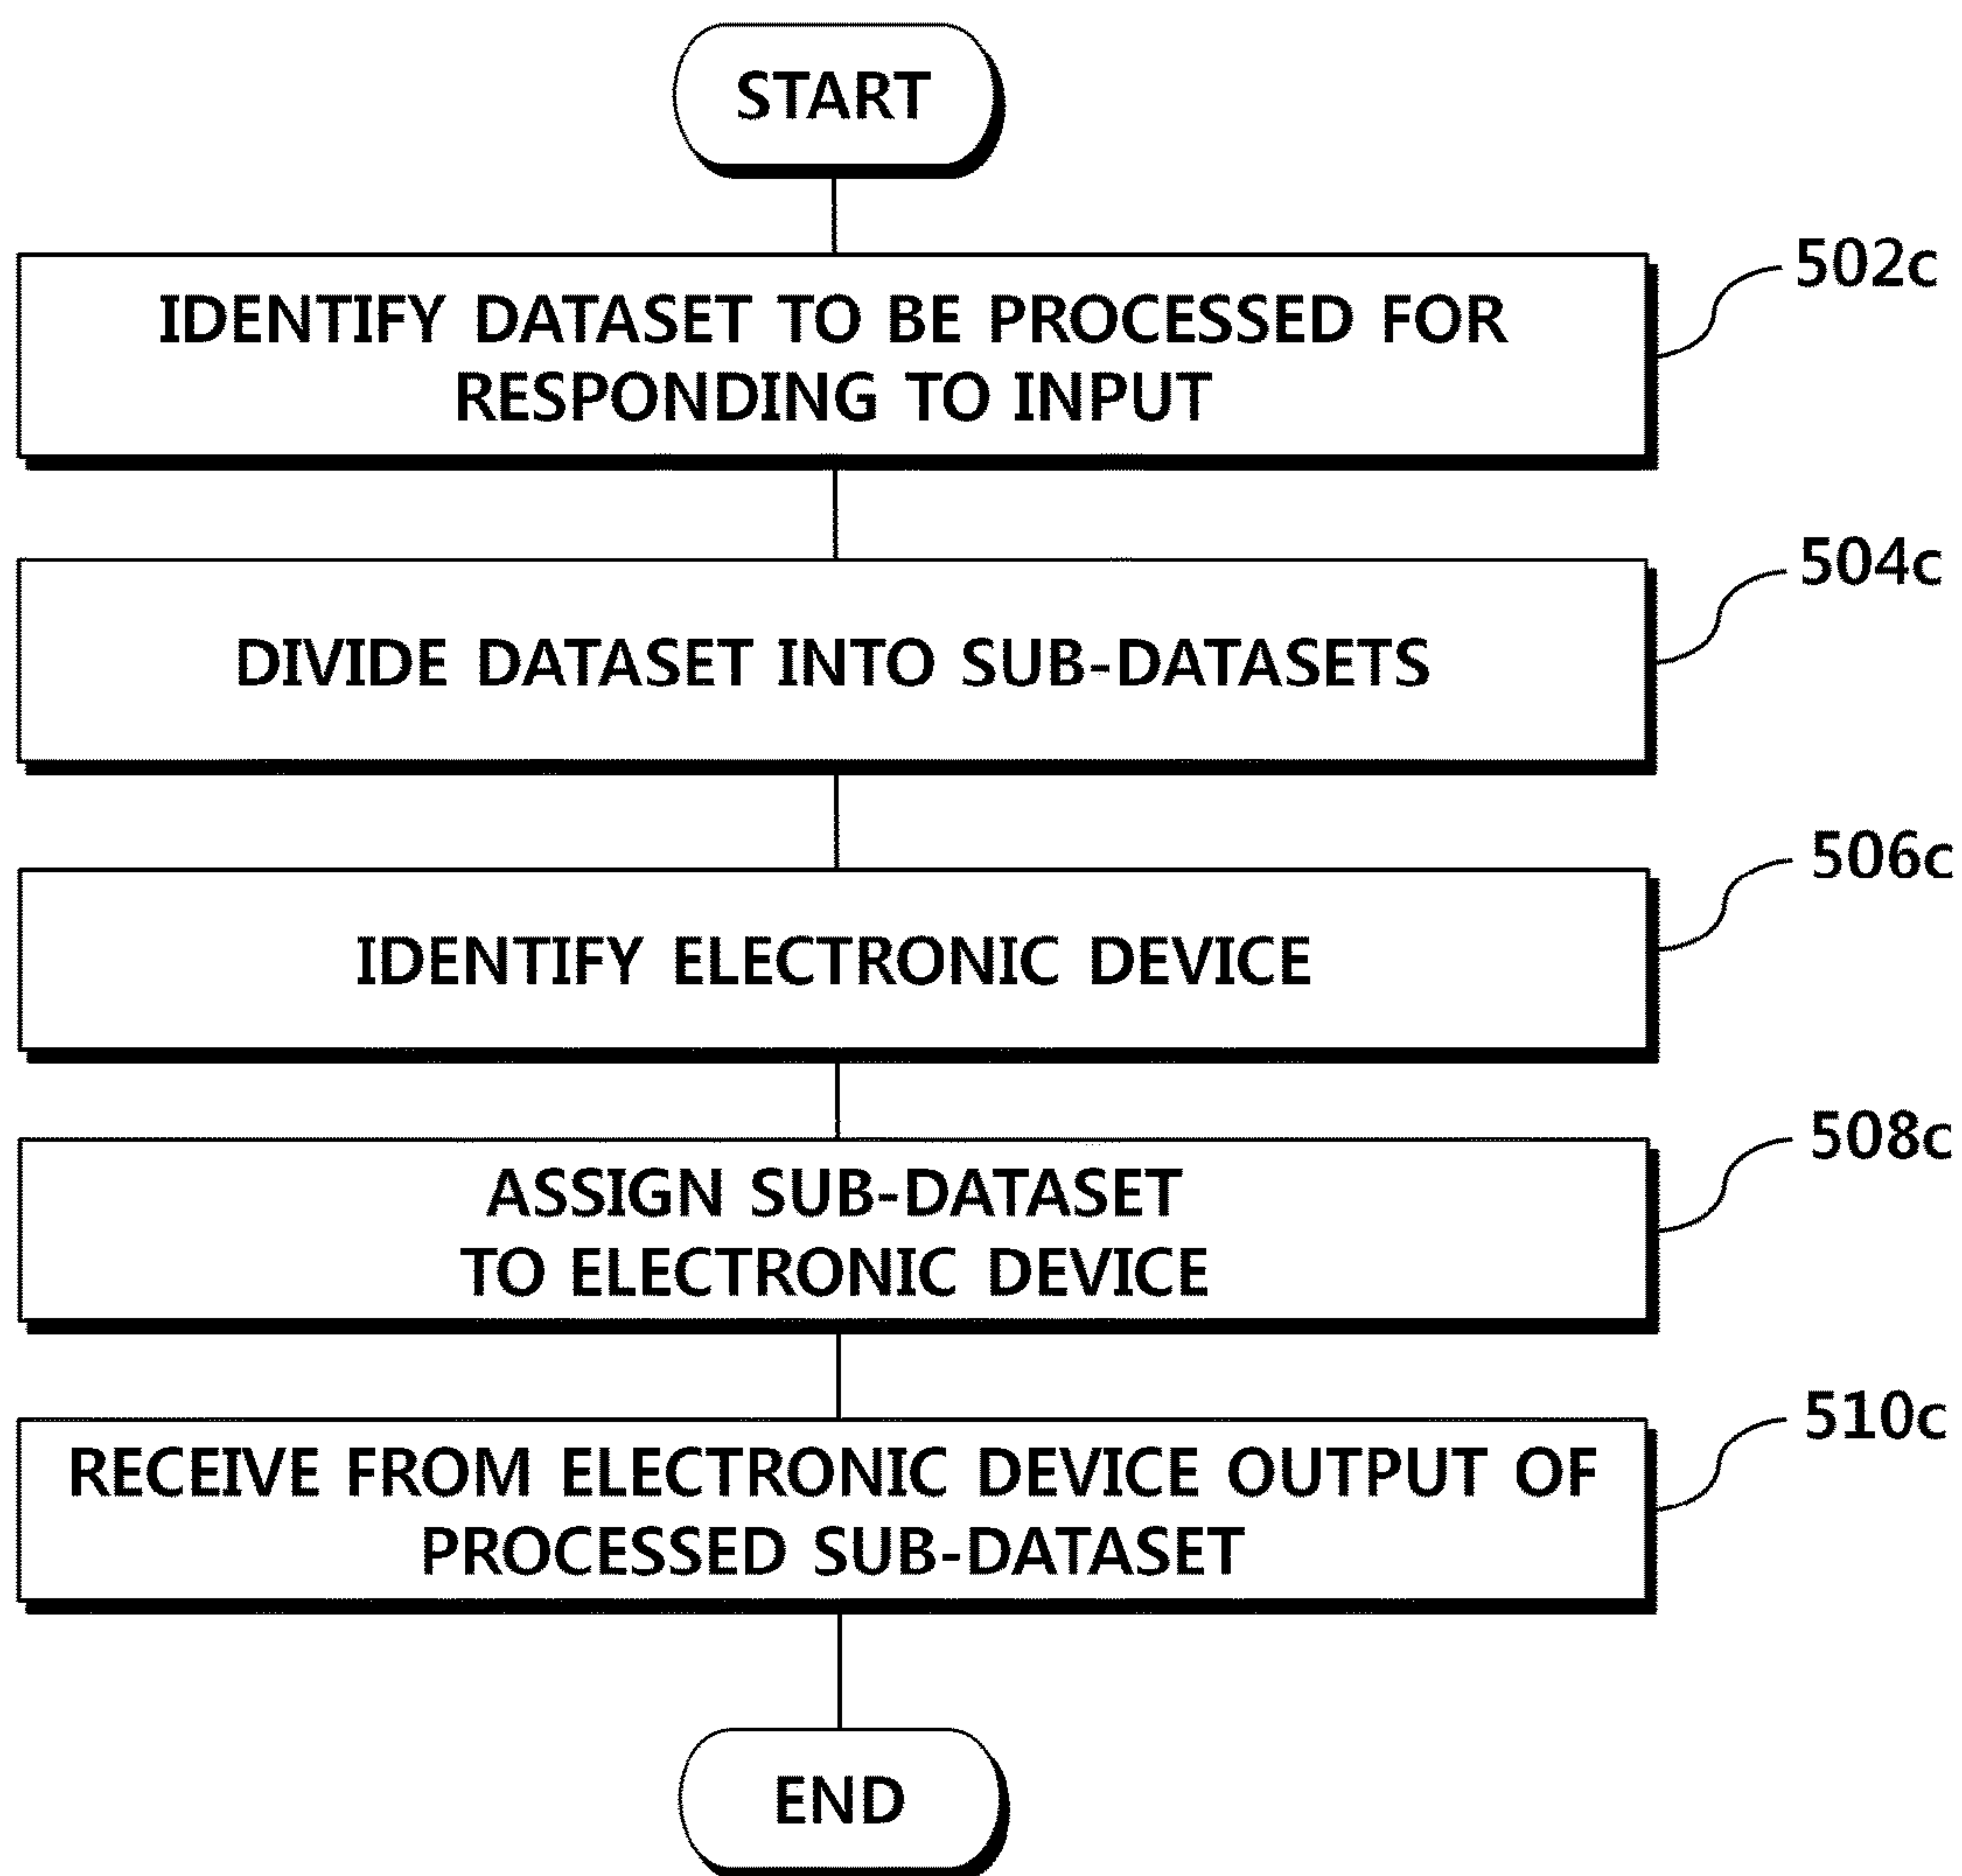 START
502c
IDENTIFY DATASET TO BE PROCESSED FOR
RESPONDING TO INPUT
504c
DIVIDE DATASET INTO SUB-DATASETS
506c
IDENTIFY ELECTRONIC DEVICE
508c
ASSIGN SUB-DATASET
TO ELECTRONIC DEVICE
510c
RECEIVE FROM ELECTRONIC DEVICE OUTPUT OF
PROCESSED SUB-DATASET
END